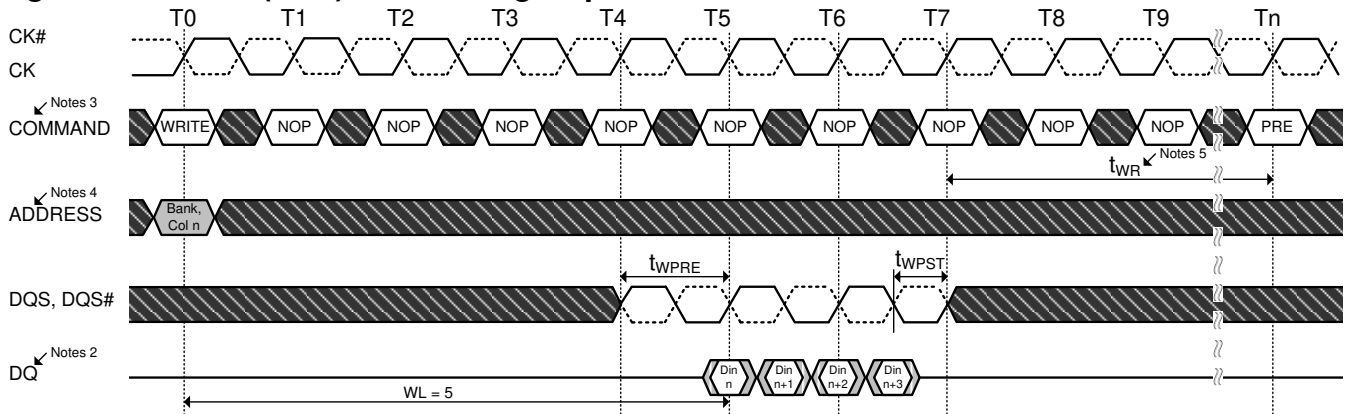 T0 T1 T2 T3 T4 T5 T6 T7 T8 T9 Tn
CK#
CK
Notes 3
COMMAND WRITE NOP NOP NOP NOP NOP NOP NOP NOP NOP PRE
tWR Notes 5
Notes 4
ADDRESS Bank,
Col n
tWPRE tWPST
DQS, DQS#
Notes 2
DQ Din Din Din Din
n n+1 n+2 n+3
WL = 5